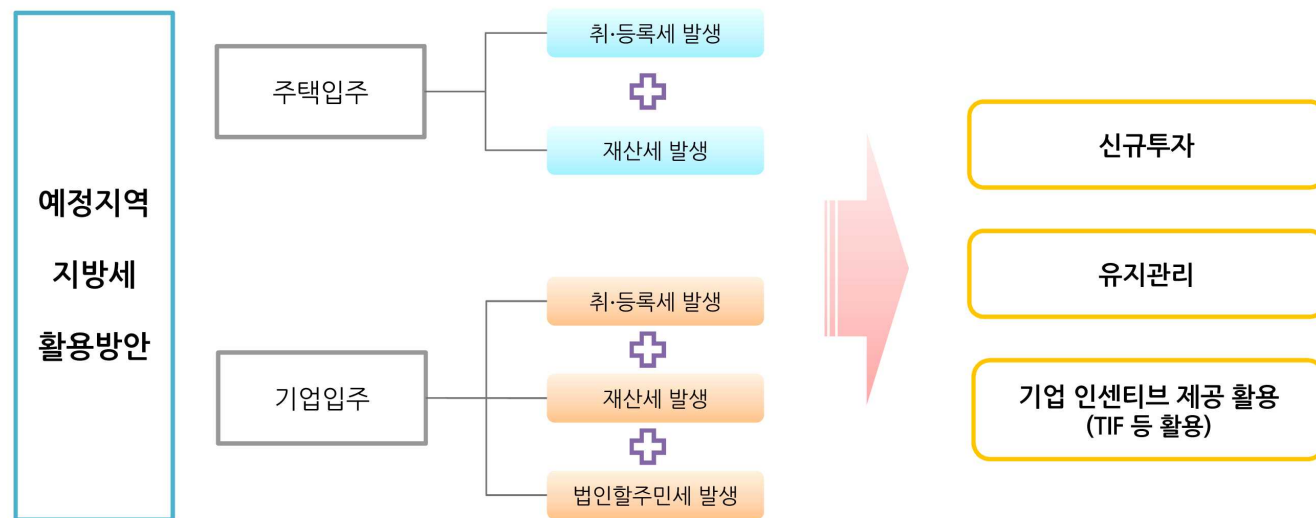 예정지역
지방세
활용방안
주택입주
취·등록세 발생
재산세 발생
기업입주
취·등록세 발생
재산세 발생
법인할주민세 발생
신규투자
유지관리
기업 인센티브 제공 활용
(TIF 등 활용)